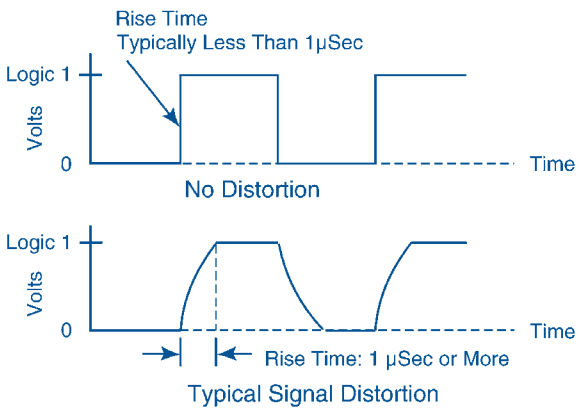 Rise Time
Typically Less Than 1µSec
Logic 1
Volts
0
Time
No Distortion
Logic 1
Volts
0
Time
Rise Time: 1 µSec or More
Typical Signal Distortion